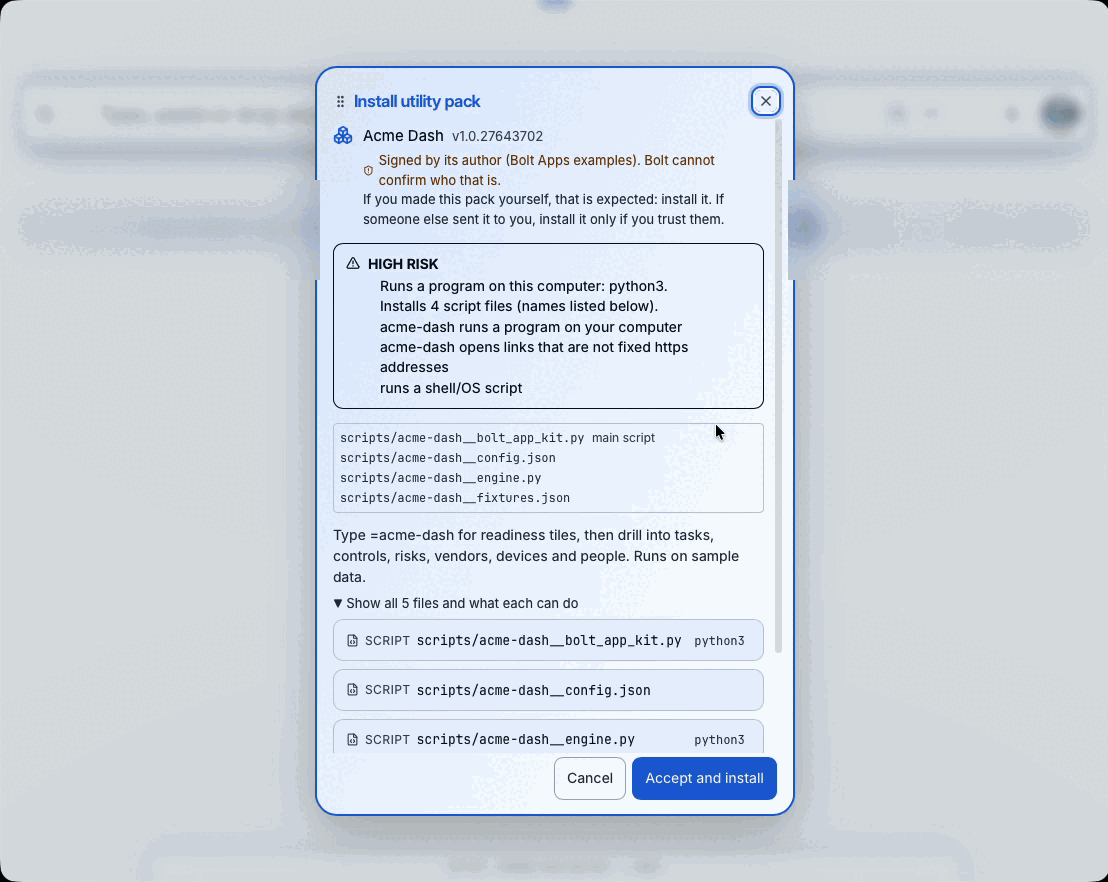 Install utility pack
Acme Dash v1.0.27643702
Signed by its author (Bolt Apps examples). Bolt cannot
confirm who that is.
If you made this pack yourself, that is expected: install it. If
someone else sent it to you, install it only if you trust them.
HIGH RISK
Runs a program on this computer: python3.
Installs 4 script files (names listed below).
acme-dash runs a program on your computer
acme-dash opens links that are not fixed https
addresses
runs a shell/OS script
scripts/acme-dash__bolt_app_kit.py main script
scripts/acme-dash__config.json
scripts/acme-dash__engine.py
scripts/acme-dash__fixtures.json
Type =acme-dash for readiness tiles, then drill into tasks,
controls, risks, vendors, devices and people. Runs on sample
data.
▼ Show all 5 files and what each can do
SCRIPT scripts/acme-dash__bolt_app_kit.py python3
SCRIPT scripts/acme-dash__config.json
SCRIPT scripts/acme-dash__engine.py python3
Cancel Accept and install